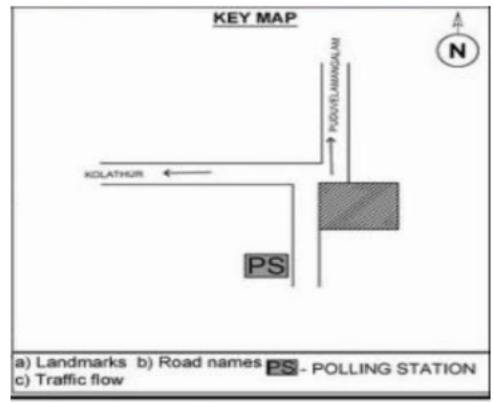 KEY MAP
N
PUDUVELAMANGALAM
KOLATHUR
PS
a) Landmarks b) Road names PS - POLLING STATION
c) Traffic flow